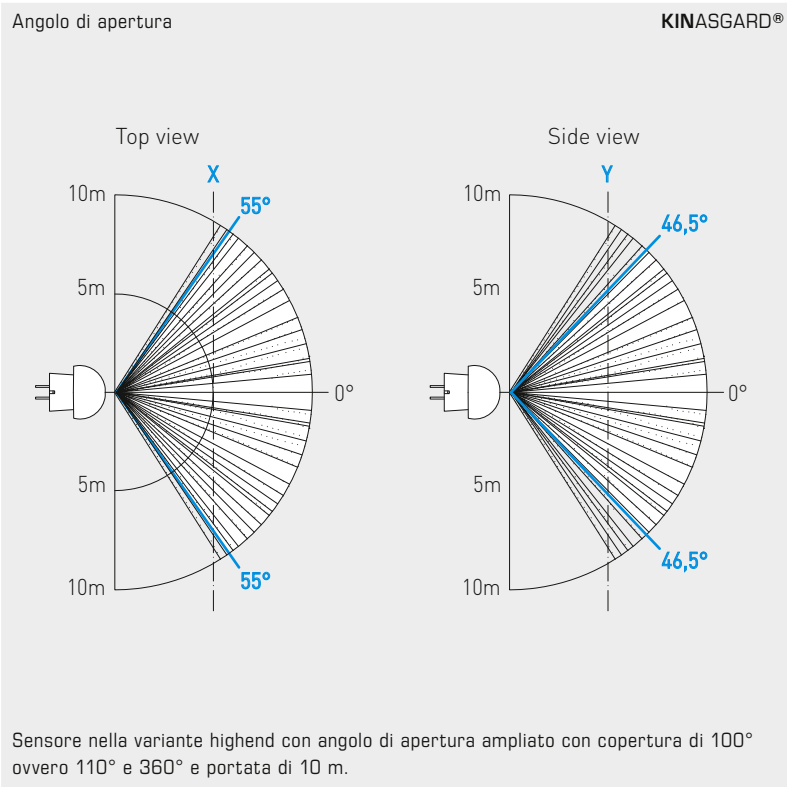 Angolo di apertura
KINASGARD®
Top view
X
10m
55°
5m
0°
5m
10m
55°
Side view
Y
10m
46,5°
5m
0°
5m
10m
46,5°
Sensore nella variante highend con angolo di apertura ampliato con copertura di 100°
ovvero 110° e 360° e portata di 10 m.